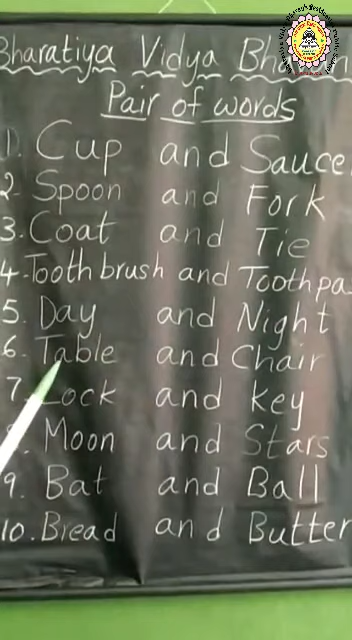 Bharatiya Vidya Bhavan
Pair of words
1. Cup and Sauce
2 Spoon and Fork
3. Coat and Tie
4. Tooth brush and Toothpa
5. Day and Night
6. Table and Chair
7. Lock and key
8. Moon and Stars
9. Bat and Ball
10. Bread and Butter